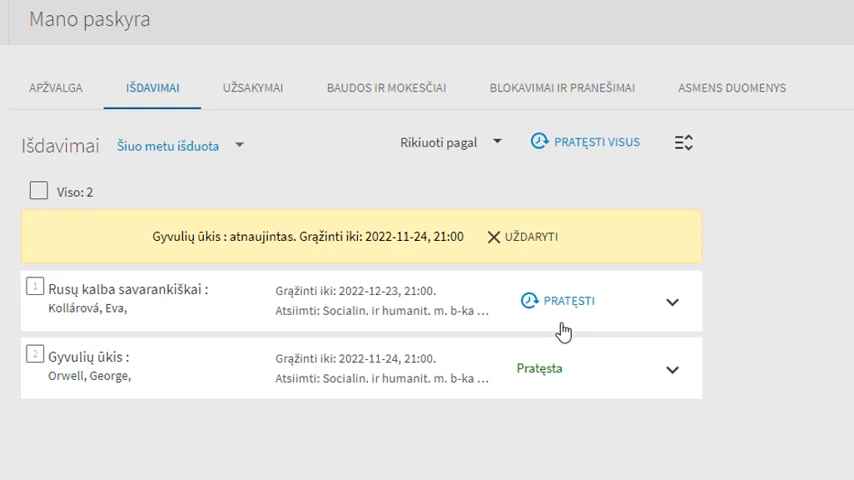 Mano paskyra
APŽVALGA IŠDAVIMAI UŽSAKYMAI BAUDOS IR MOKESČIAI BLOKAVIMAI IR PRANEŠIMAI ASMENS DUOMENYS
Išdavimai Šiuo metu išduota Rikiuoti pagal PRATĘSTI VISUS
Viso: 2
Gyvulių ūkis : atnaujintas. Grąžinti iki: 2022-11-24, 21:00 UŽDARYTI
1 Rusų kalba savarankiškai : Grąžinti iki: 2022-12-23, 21:00. PRATĘSTI
Kollárová, Eva, Atsiimti: Socialin. ir humanit. m. b-ka ...
2 Gyvulių ūkis : Grąžinti iki: 2022-11-24, 21:00. Pratęsta
Orwell, George, Atsiimti: Socialin. ir humanit. m. b-ka ...